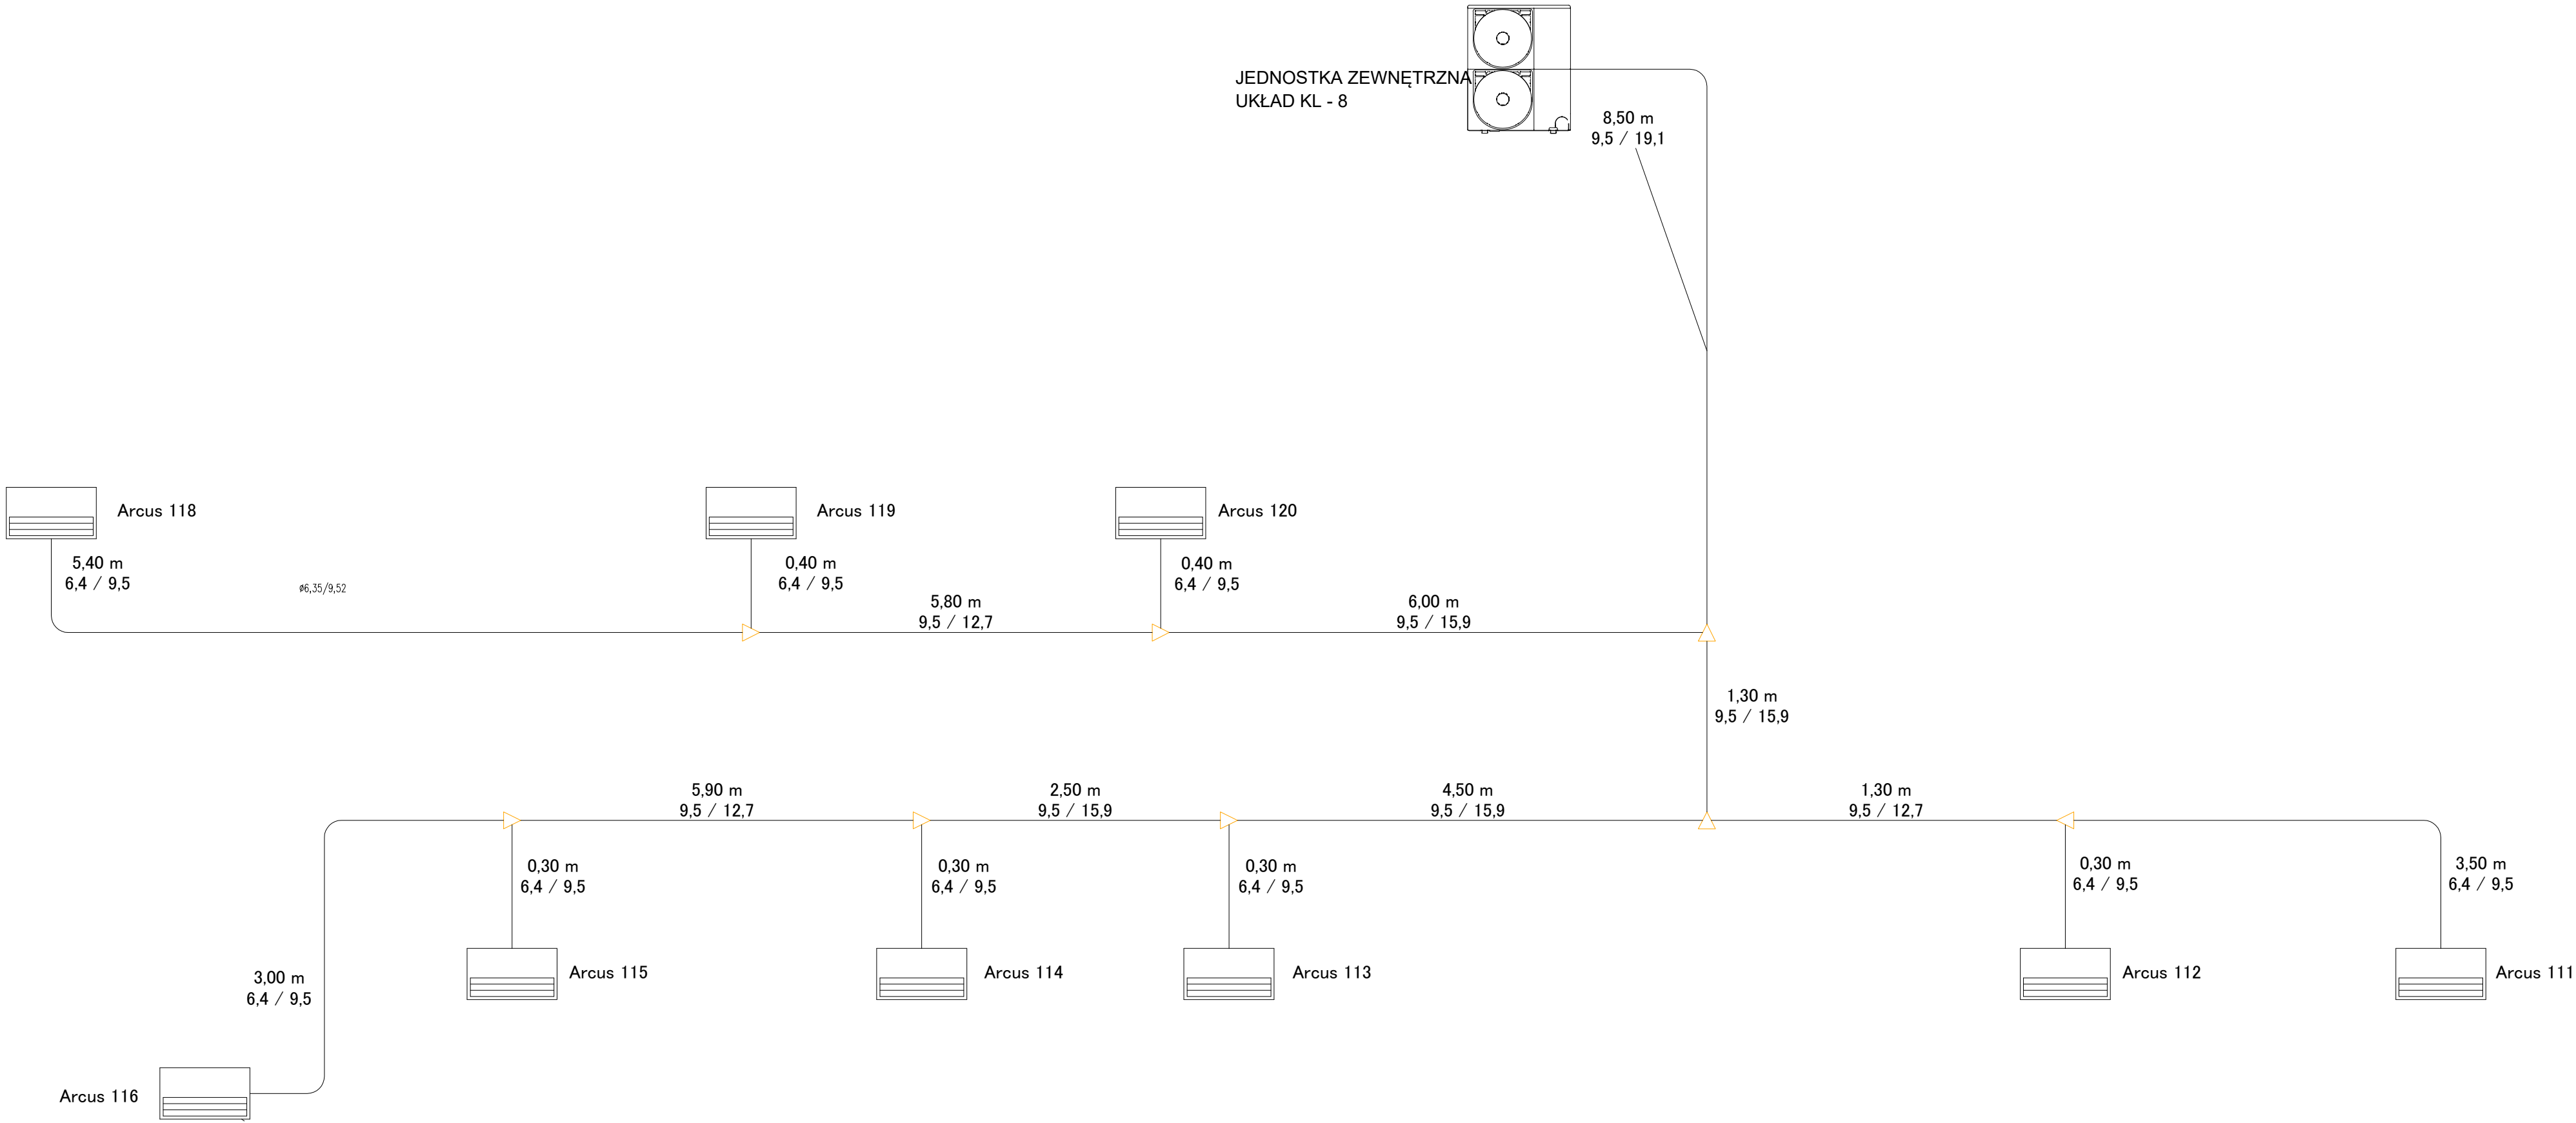 JEDNOSTKA ZEWNĘTRZNA
UKŁAD KL - 8
8,50 m
9,5 / 19,1
Arcus 118
Arcus 119
Arcus 120
5,40 m
6,4 / 9,5
ø6,35/9,52
0,40 m
6,4 / 9,5
0,40 m
6,4 / 9,5
5,80 m
9,5 / 12,7
6,00 m
9,5 / 15,9
1,30 m
9,5 / 15,9
5,90 m
9,5 / 12,7
2,50 m
9,5 / 15,9
4,50 m
9,5 / 15,9
1,30 m
9,5 / 12,7
0,30 m
6,4 / 9,5
0,30 m
6,4 / 9,5
0,30 m
6,4 / 9,5
0,30 m
6,4 / 9,5
3,50 m
6,4 / 9,5
3,00 m
6,4 / 9,5
Arcus 115
Arcus 114
Arcus 113
Arcus 112
Arcus 111
Arcus 116